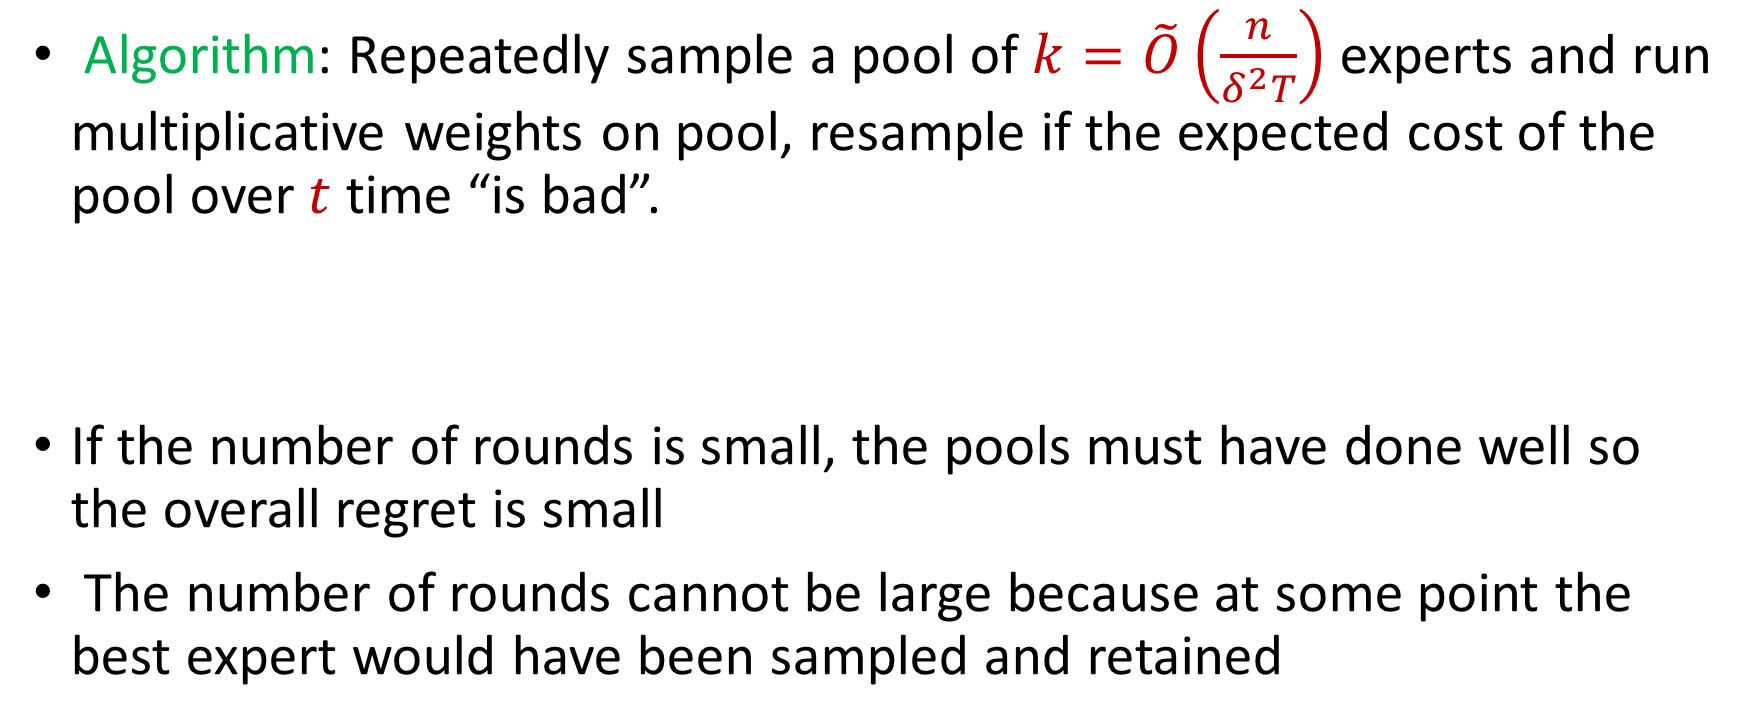 • Algorithm: Repeatedly sample a pool of k = Õ(n/(δ²T)) experts and run
multiplicative weights on pool, resample if the expected cost of the
pool over t time “is bad”.
• If the number of rounds is small, the pools must have done well so
the overall regret is small
• The number of rounds cannot be large because at some point the
best expert would have been sampled and retained